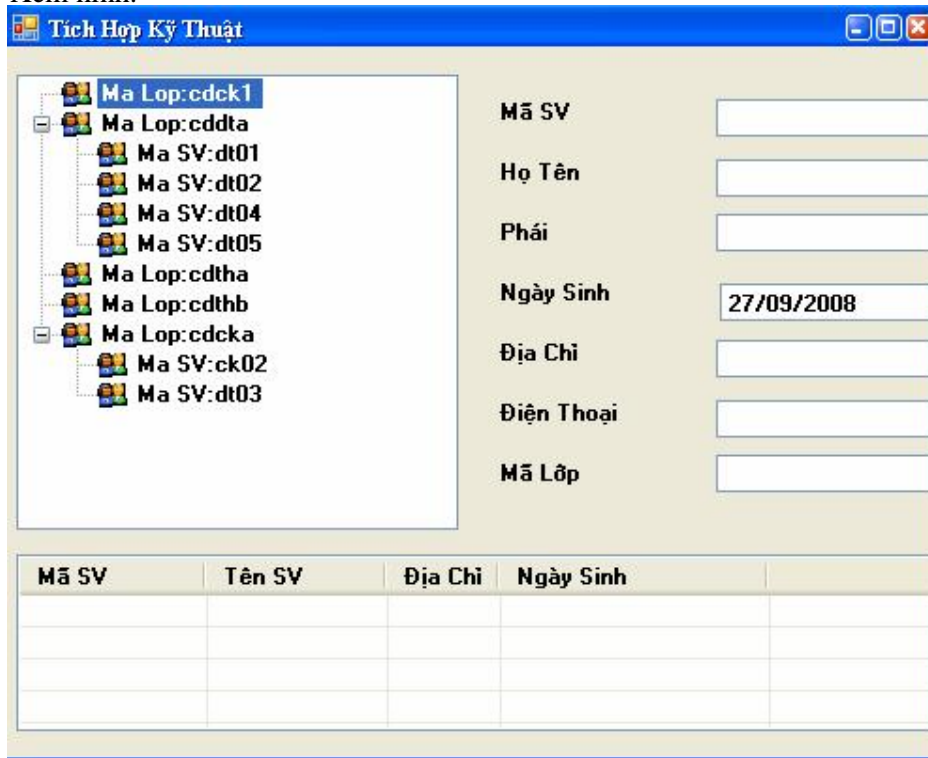 Tích Hợp Kỹ Thuật
Ma Lop:cdck1
Ma Lop:cddta
Ma SV:dt01
Ma SV:dt02
Ma SV:dt04
Ma SV:dt05
Ma Lop:cdtha
Ma Lop:cdthb
Ma Lop:cdcka
Ma SV:ck02
Ma SV:dt03
Mã SV
Họ Tên
Phái
Ngày Sinh
27/09/2008
Địa Chỉ
Điện Thoại
Mã Lớp
Mã SV Tên SV Địa Chỉ Ngày Sinh